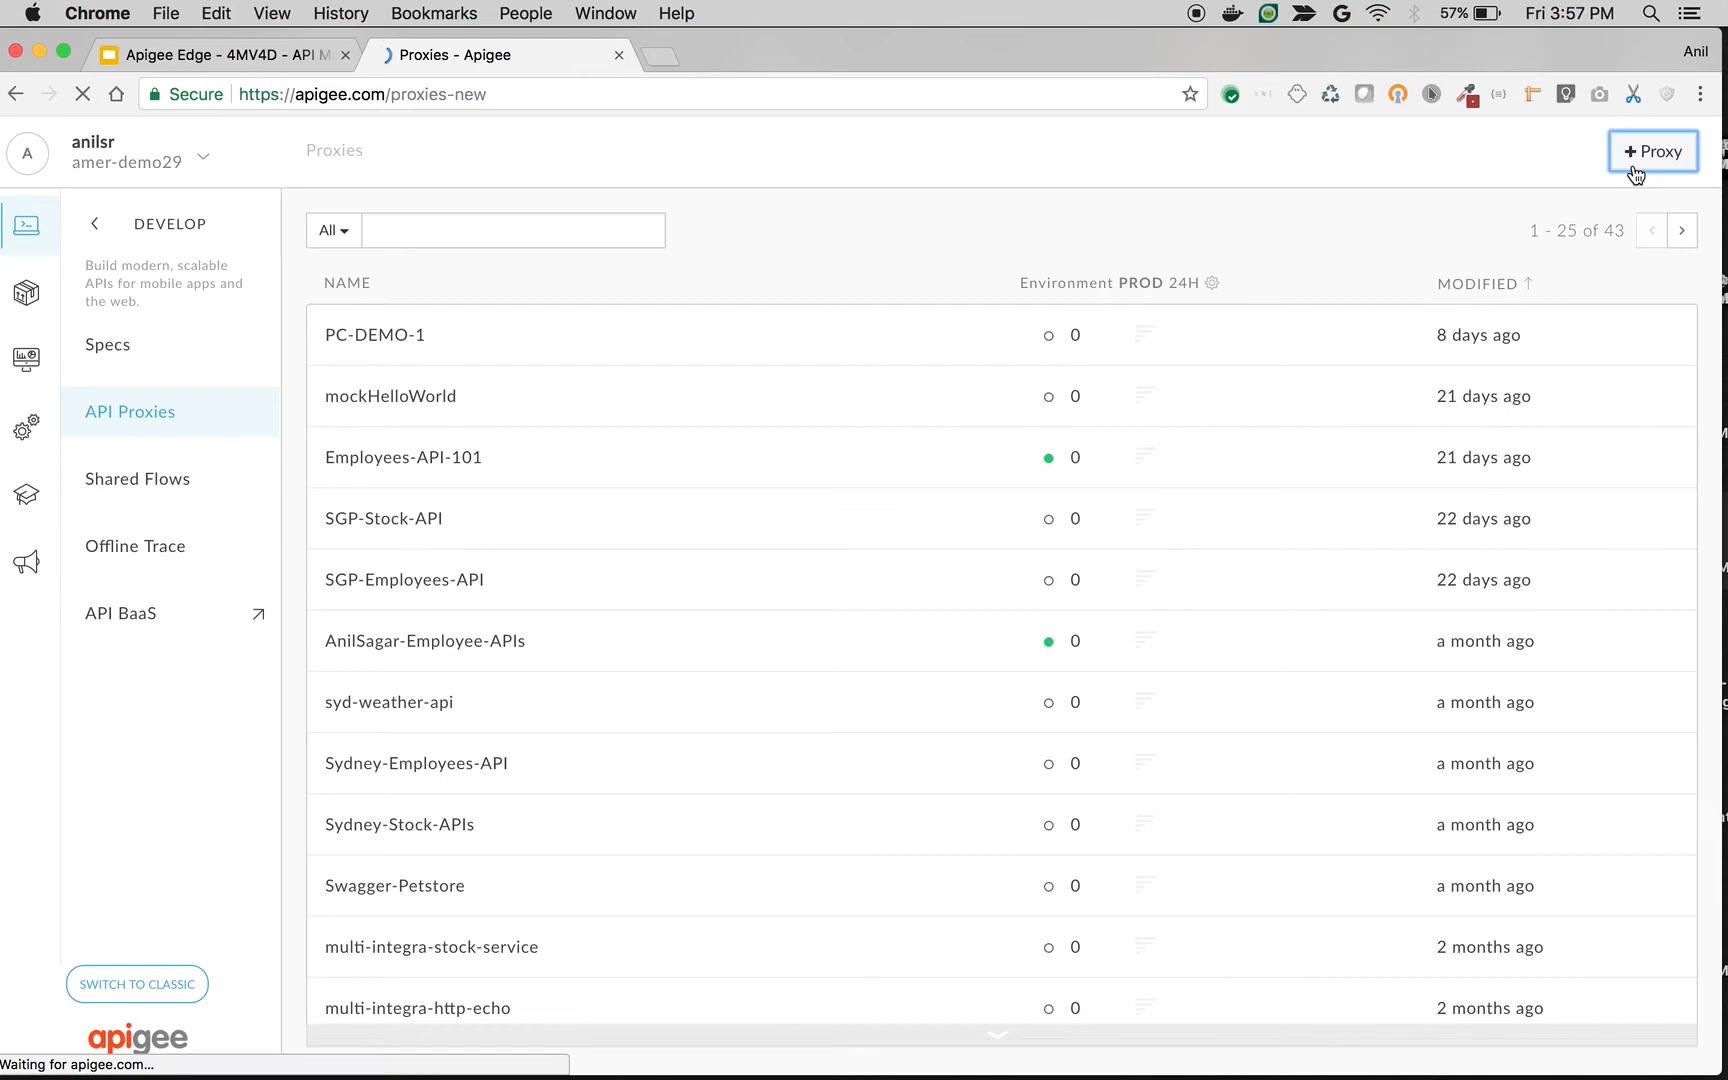 Chrome File Edit View History Bookmarks People Window Help 57% Fri 3:57 PM
Apigee Edge - 4MV4D - API M
Proxies - Apigee
Anil
Secure https://apigee.com/proxies-new
A
anilsr
amer-demo29
Proxies
+ Proxy
DEVELOP
Build modern, scalable
APIs for mobile apps and
the web.
Specs
API Proxies
Shared Flows
Offline Trace
API BaaS
SWITCH TO CLASSIC
apigee
All
1 - 25 of 43
NAME Environment PROD 24H MODIFIED
PC-DEMO-1 0 8 days ago
mockHelloWorld 0 21 days ago
Employees-API-101 0 21 days ago
SGP-Stock-API 0 22 days ago
SGP-Employees-API 0 22 days ago
AnilSagar-Employee-APIs 0 a month ago
syd-weather-api 0 a month ago
Sydney-Employees-API 0 a month ago
Sydney-Stock-APIs 0 a month ago
Swagger-Petstore 0 a month ago
multi-integra-stock-service 0 2 months ago
multi-integra-http-echo 0 2 months ago
Waiting for apigee.com...